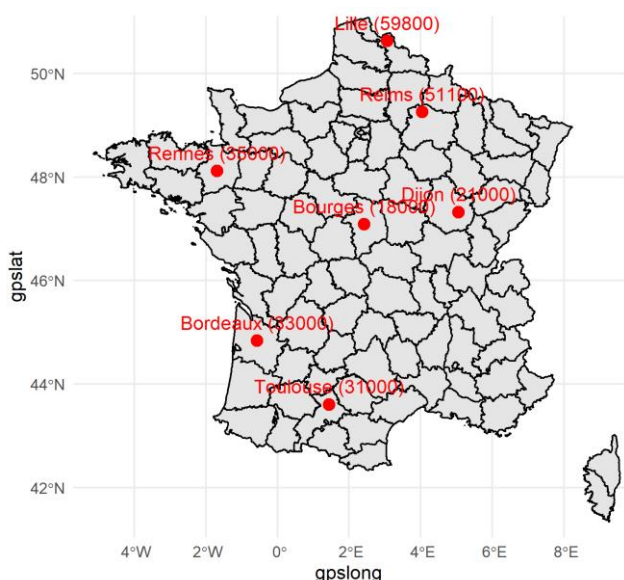 Lille (59800)
50°N
Reims (51100)
Rennes (35000)
48°N
Dijon (21000)
Bourges (18000)
46°N
Bordeaux (33000)
44°N
Toulouse (31000)
42°N
4°W 2°W 0° 2°E 4°E 6°E 8°E
gpslong
gpslat